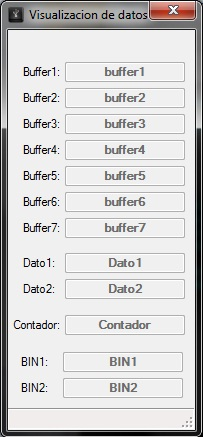 Visualizacion de datos
Buffer1: buffer1
Buffer2: buffer2
Buffer3: buffer3
Buffer4: buffer4
Buffer5: buffer5
Buffer6: buffer6
Buffer7: buffer7
Dato1: Dato1
Dato2: Dato2
Contador: Contador
BIN1: BIN1
BIN2: BIN2